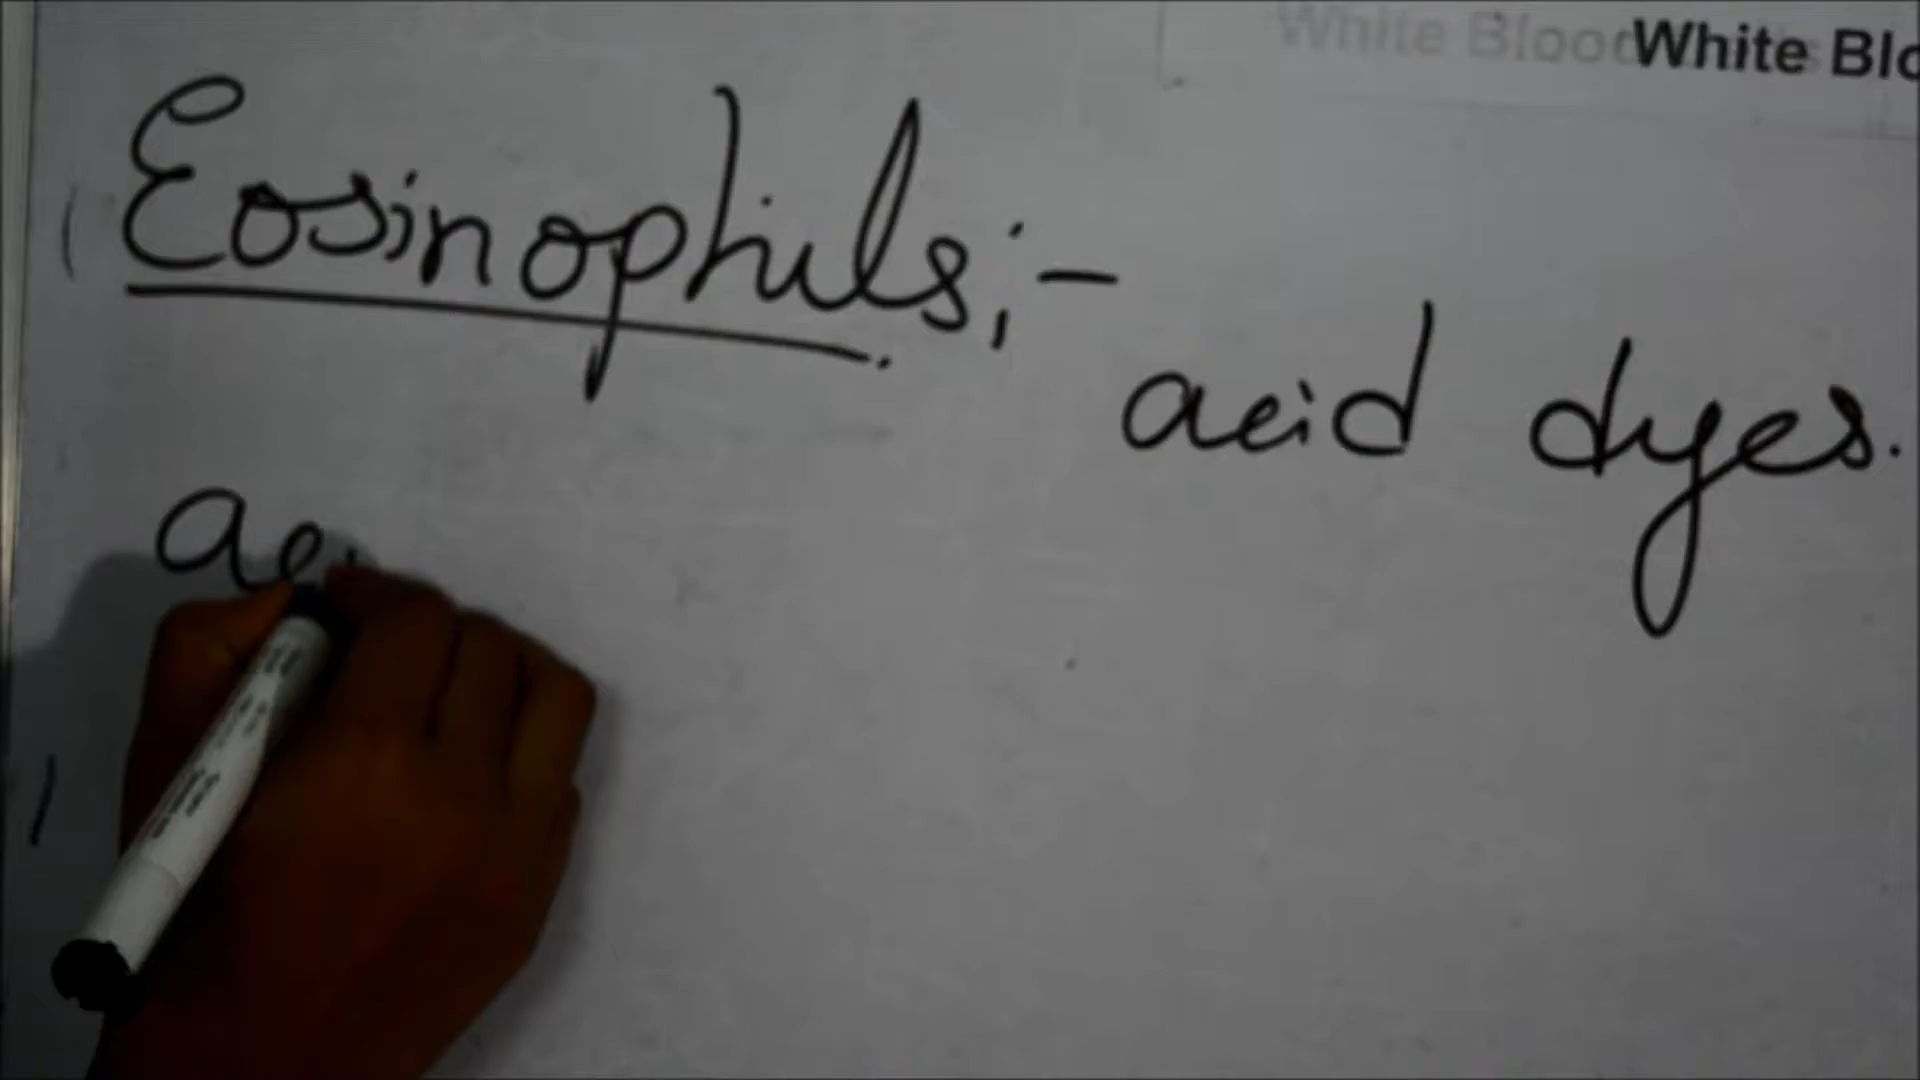 White Blood
White Blo
Eosinophils:-
acid dyes.